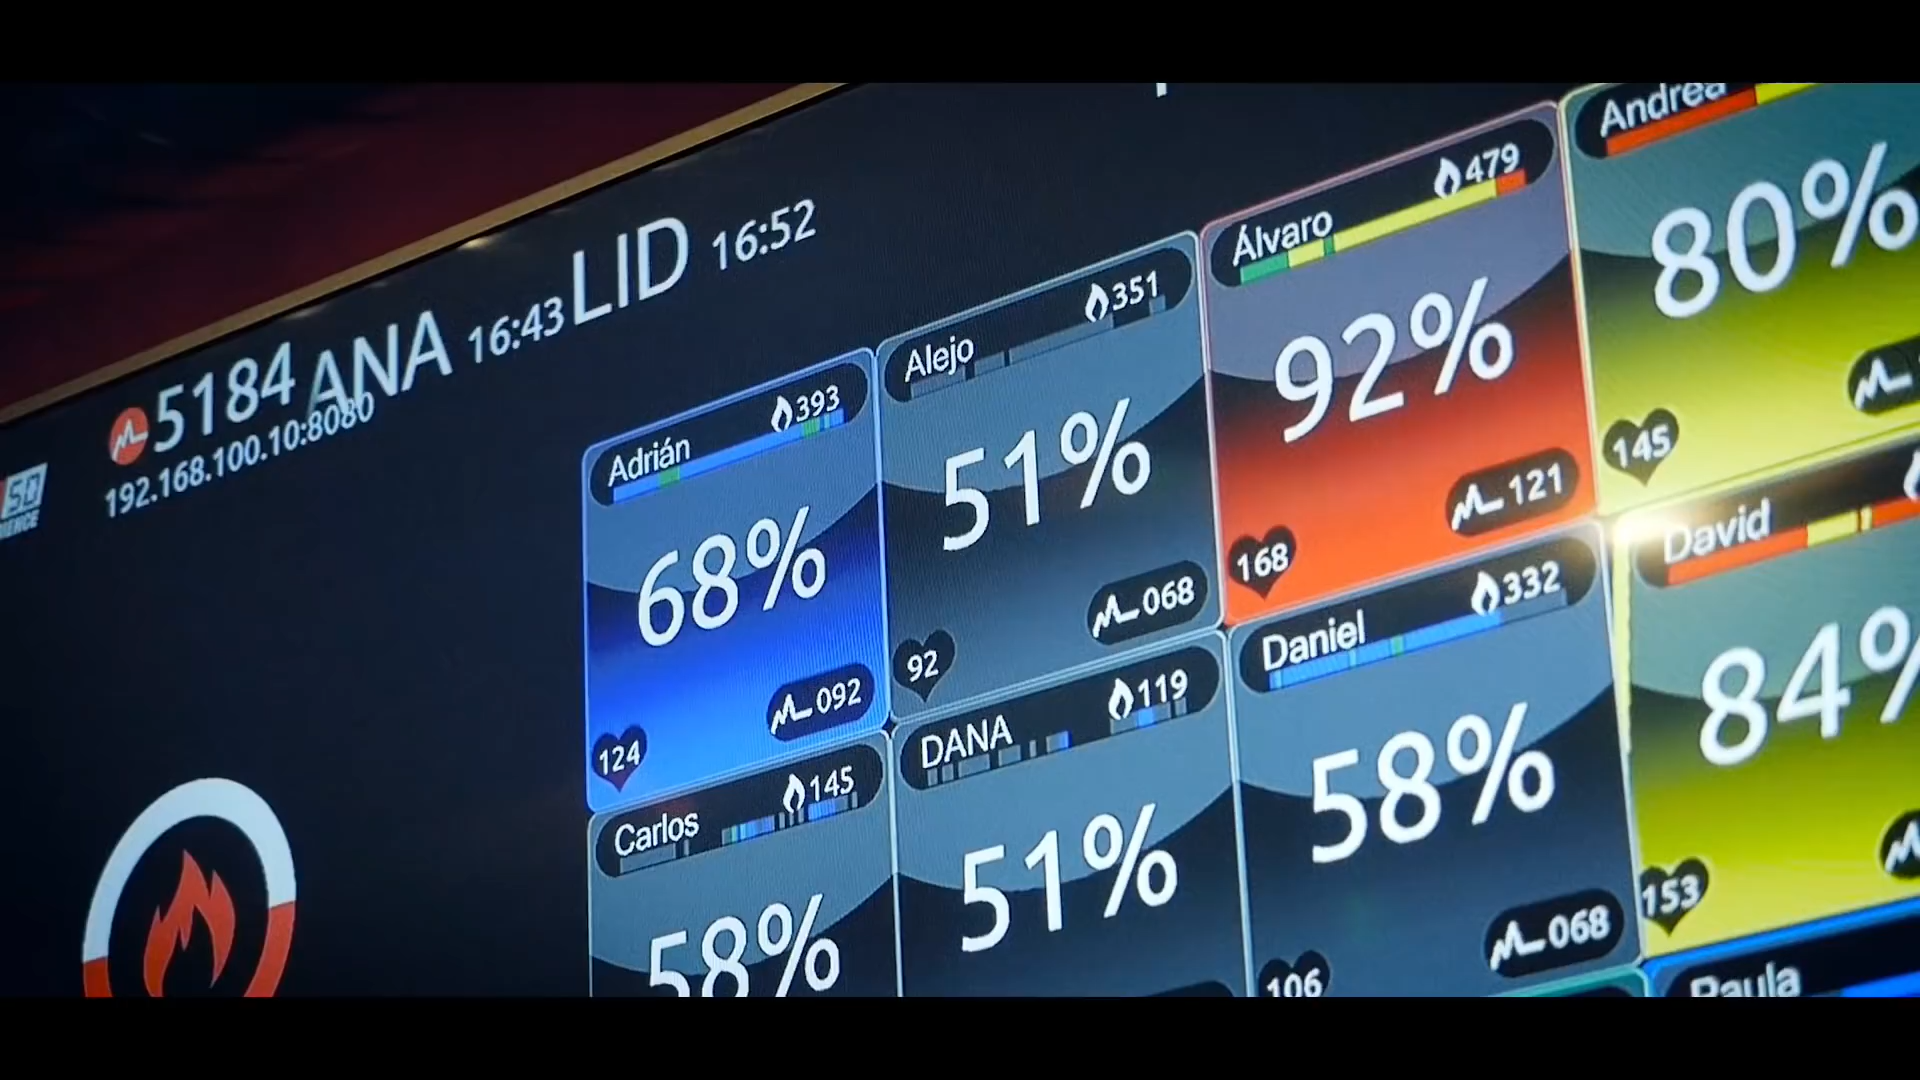 5184 ANA 16:43 LID 16:52
192.168.100.10:8080
SQ
Adrián 393
68%
124 092
Alejo 351
51%
92 068
Álvaro 479
92%
168 121
Andrea
80%
145
Carlos 145
58%
DANA 119
51%
Daniel 332
58%
106 068
David
84%
153
Paula